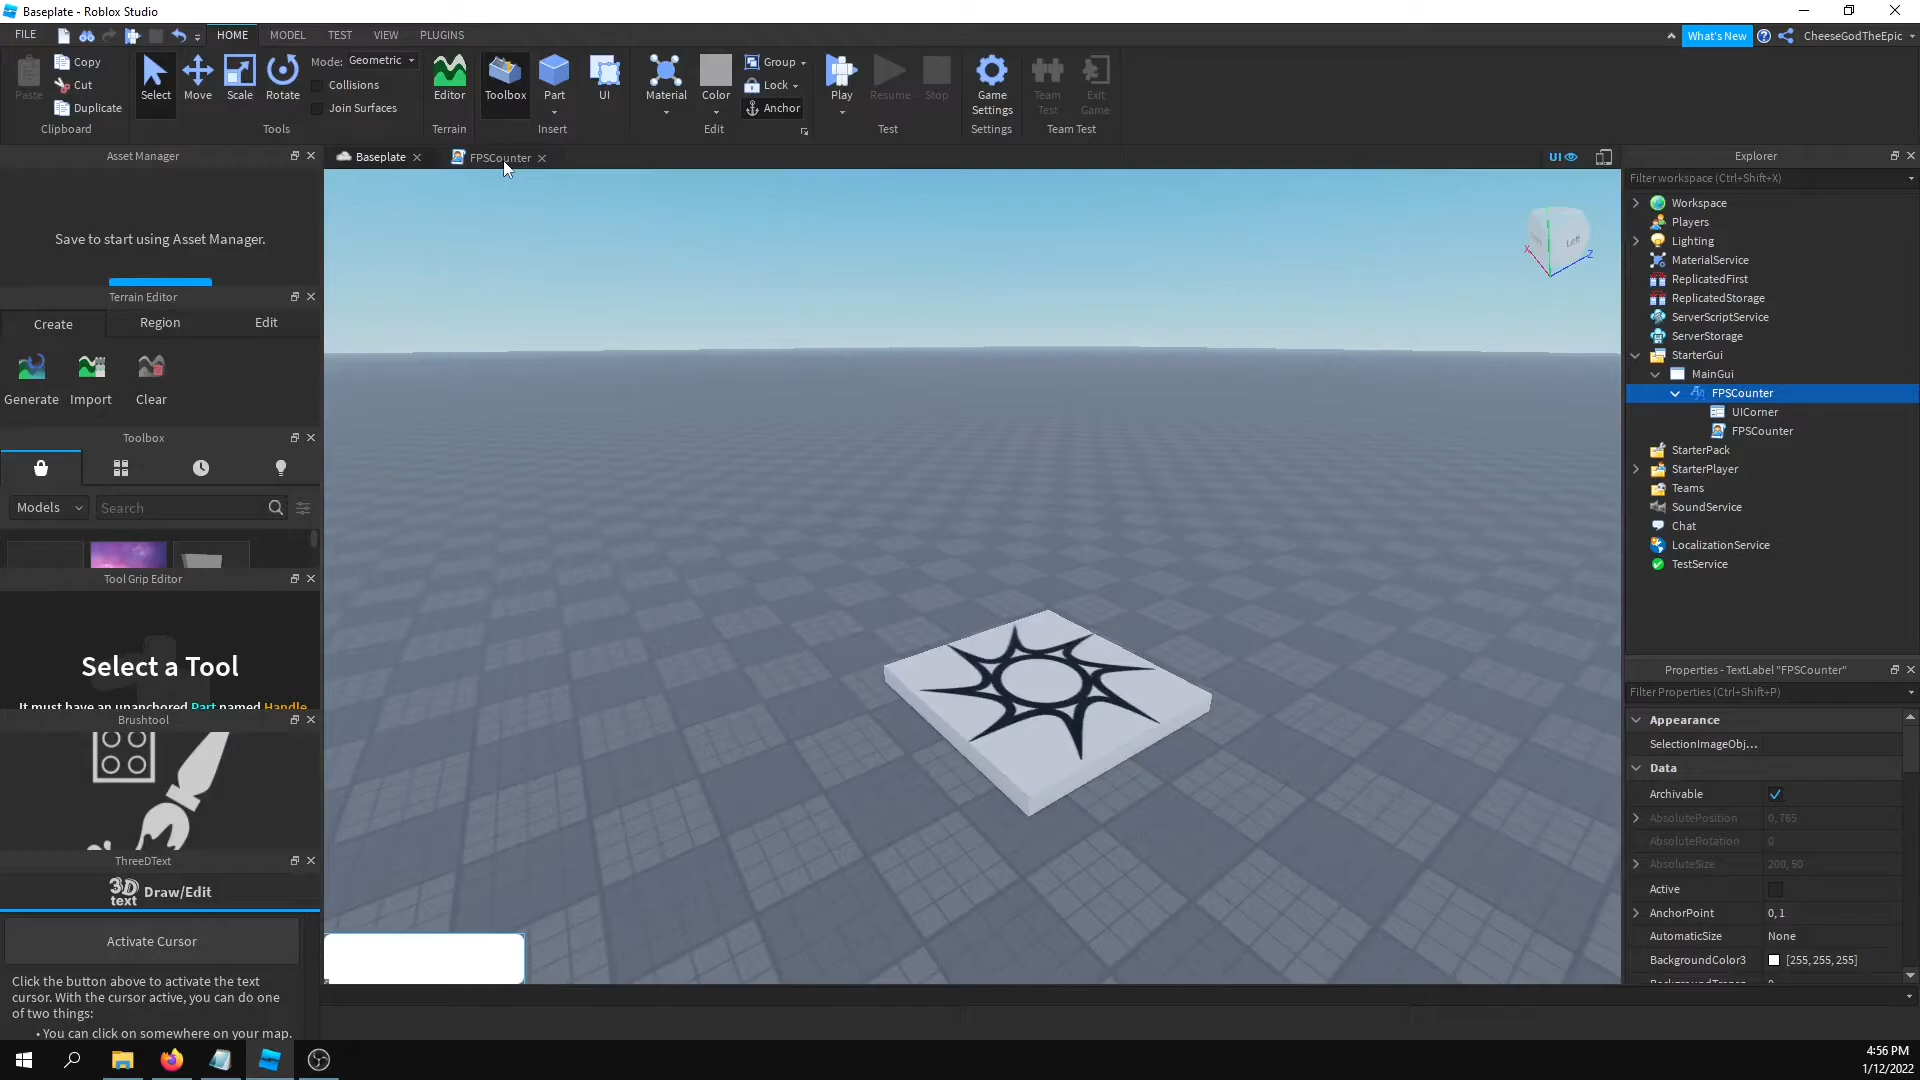 Baseplate - Roblox Studio
FILE
HOME
MODEL
TEST
VIEW
PLUGINS
What's New
CheeseGodTheEpic
Paste
Copy
Cut
Duplicate
Clipboard
Select
Move
Scale
Rotate
Mode: Geometric
Collisions
Join Surfaces
Tools
Editor
Terrain
Toolbox
Part
UI
Insert
Material
Color
Group
Lock
Anchor
Edit
Play
Resume
Stop
Test
Game
Settings
Settings
Team
Test
Exit
Game
Team Test
Asset Manager
Save to start using Asset Manager.
Terrain Editor
Create
Region
Edit
Generate
Import
Clear
Toolbox
Models
Search
Tool Grip Editor
Select a Tool
It must have an unanchored Part named Handle
Brushtool
ThreeDText
3D text
Draw/Edit
Activate Cursor
Click the button above to activate the text
cursor. With the cursor active, you can do one
of two things:
• You can click on somewhere on your map.
Baseplate
FPSCounter
UI
Left
X
Z
Explorer
Filter workspace (Ctrl+Shift+X)
Workspace
Players
Lighting
MaterialService
ReplicatedFirst
ReplicatedStorage
ServerScriptService
ServerStorage
StarterGui
MainGui
FPSCounter
UICorner
FPSCounter
StarterPack
StarterPlayer
Teams
SoundService
Chat
LocalizationService
TestService
Properties - TextLabel "FPSCounter"
Filter Properties (Ctrl+Shift+P)
Appearance
SelectionImageObj...
Data
Archivable
AbsolutePosition 0, 765
AbsoluteRotation 0
AbsoluteSize 200, 50
Active
AnchorPoint 0, 1
AutomaticSize None
BackgroundColor3 [255, 255, 255]
4:56 PM
1/12/2022